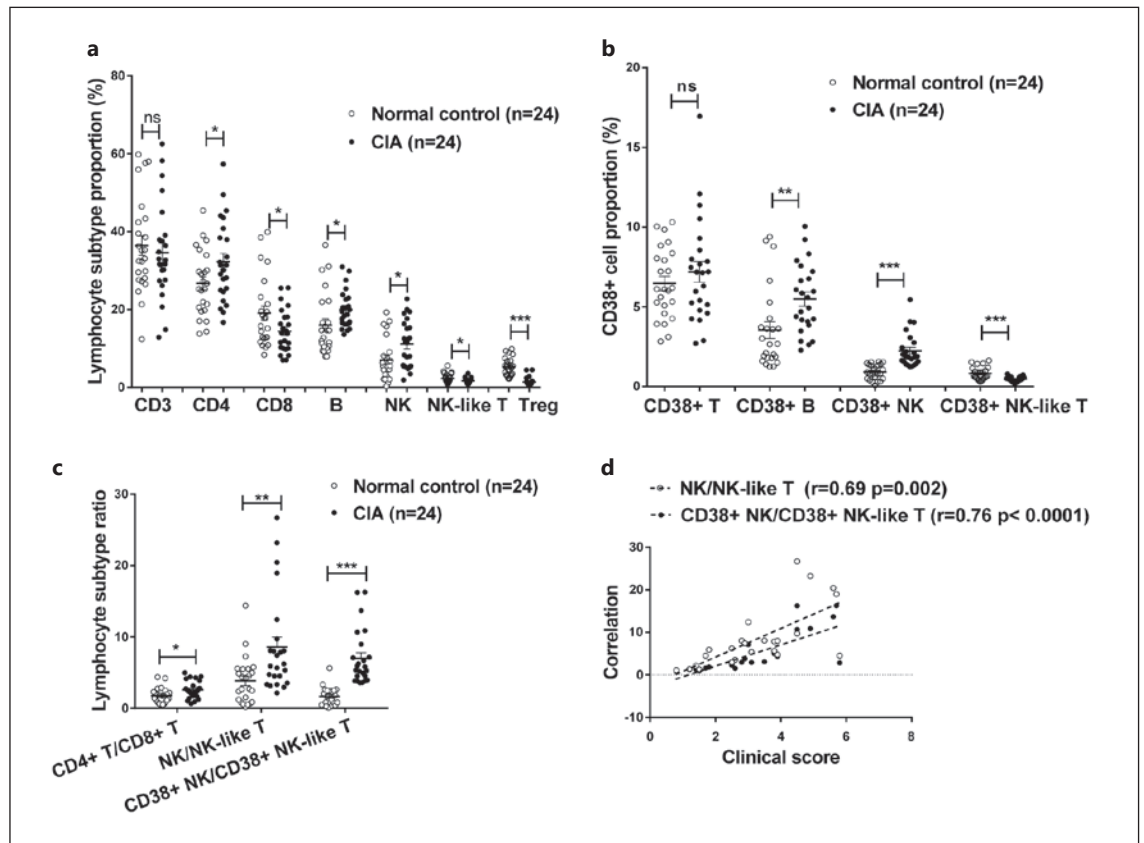 a
Lymphocyte subtype proportion (%)
80
60
40
20
0
Normal control (n=24)
CIA (n=24)
ns
*
*
*
*
*
***
CD3 CD4 CD8 B NK NK-like T Treg
b
CD38+ cell proportion (%)
20
15
10
5
0
Normal control (n=24)
CIA (n=24)
ns
**
***
***
CD38+ T CD38+ B CD38+ NK CD38+ NK-like T
c
Lymphocyte subtype ratio
30
20
10
0
Normal control (n=24)
CIA (n=24)
*
**
***
CD4+ T/CD8+ T
NK/NK-like T
CD38+ NK/CD38+ NK-like T
d
NK/NK-like T (r=0.69 p=0.002)
CD38+ NK/CD38+ NK-like T (r=0.76 p< 0.0001)
Correlation
30
20
10
0
-10
0 2 4 6 8
Clinical score